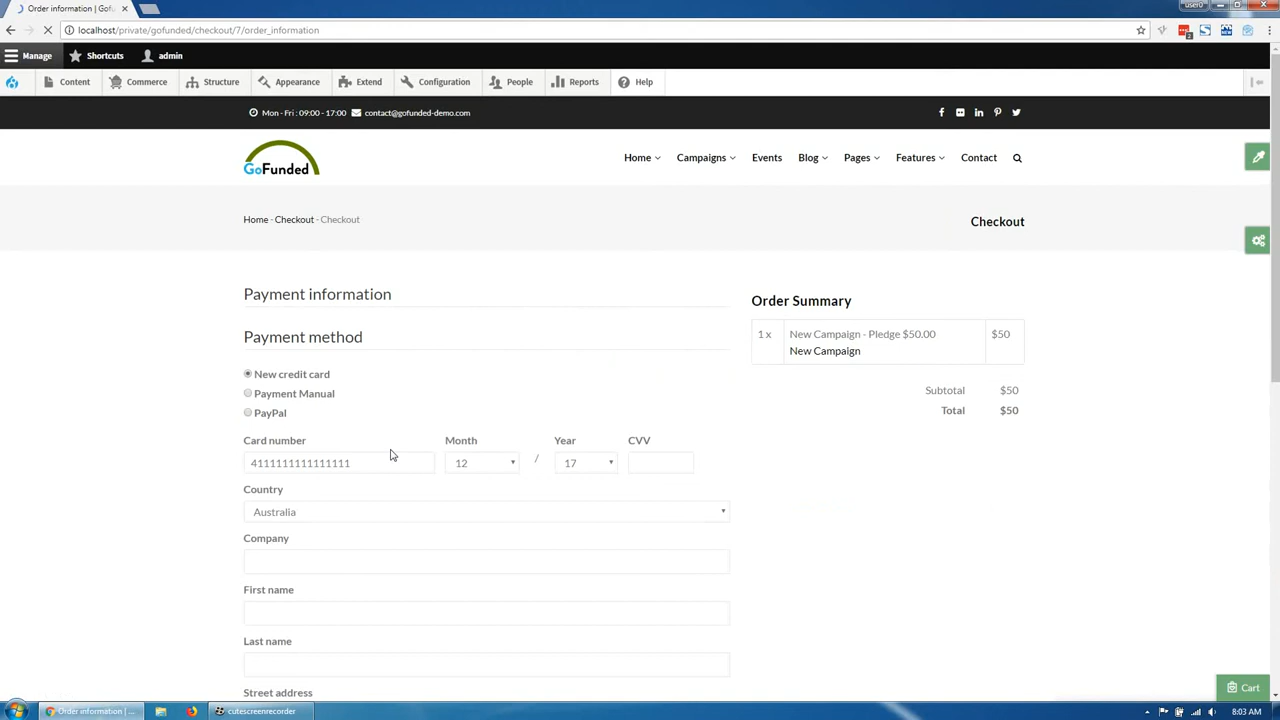 Order information | GoFunded
user0
localhost/private/gofunded/checkout/7/order_information
Manage
Shortcuts
admin
Content
Commerce
Structure
Appearance
Extend
Configuration
People
Reports
Help
Mon - Fri : 09:00 - 17:00
contact@gofunded-demo.com
GoFunded
Home
Campaigns
Events
Blog
Pages
Features
Contact
Home - Checkout - Checkout
Checkout
Payment information
Payment method
New credit card
Payment Manual
PayPal
Card number
Month
Year
CVV
4111111111111111
12
/
17
Country
Australia
Company
First name
Last name
Street address
Order Summary
1 x
New Campaign - Pledge $50.00
$50
New Campaign
Subtotal
$50
Total
$50
Cart
Order information | ...
cutescreenrecorder
8:03 AM